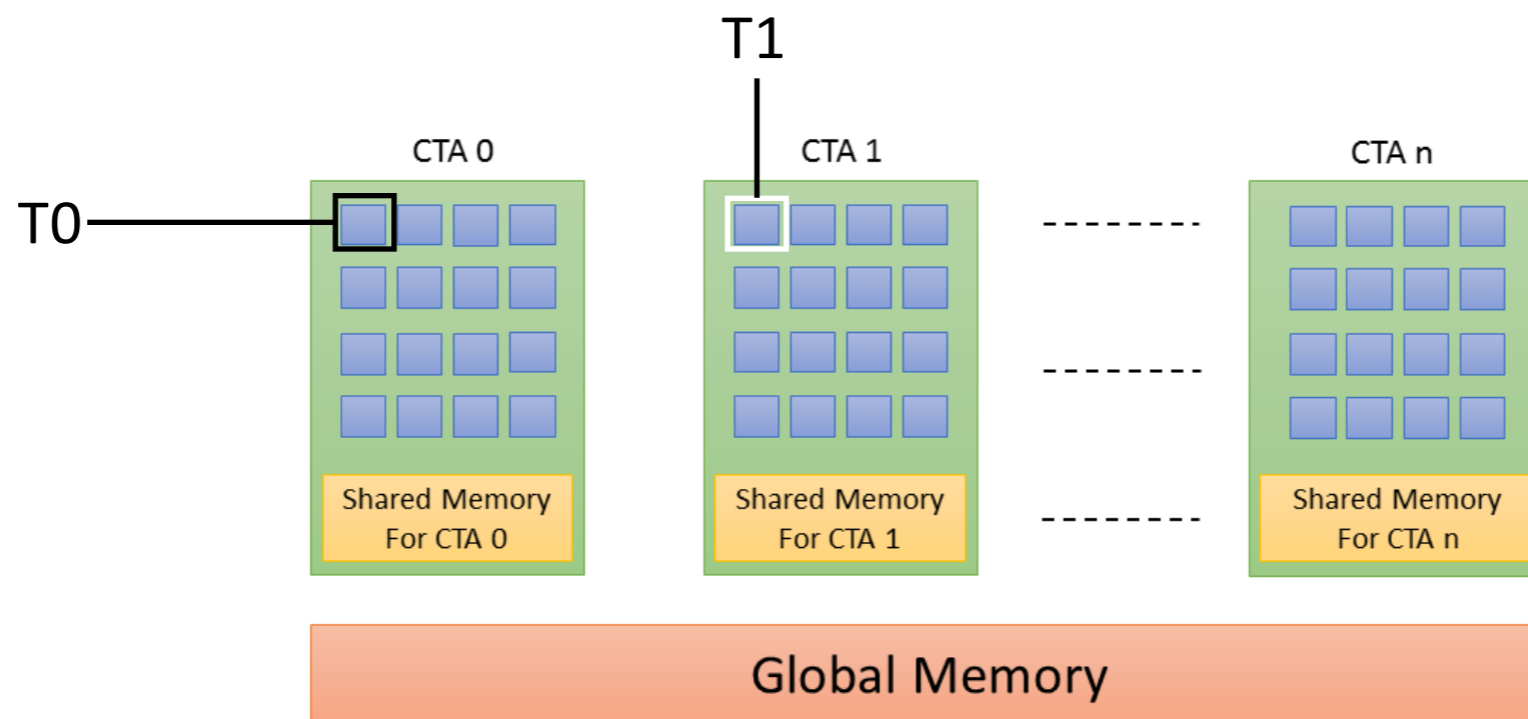 T1
CTA 0
CTA 1
CTA n
T0
Shared Memory
For CTA 0
Shared Memory
For CTA 1
Shared Memory
For CTA n
Global Memory